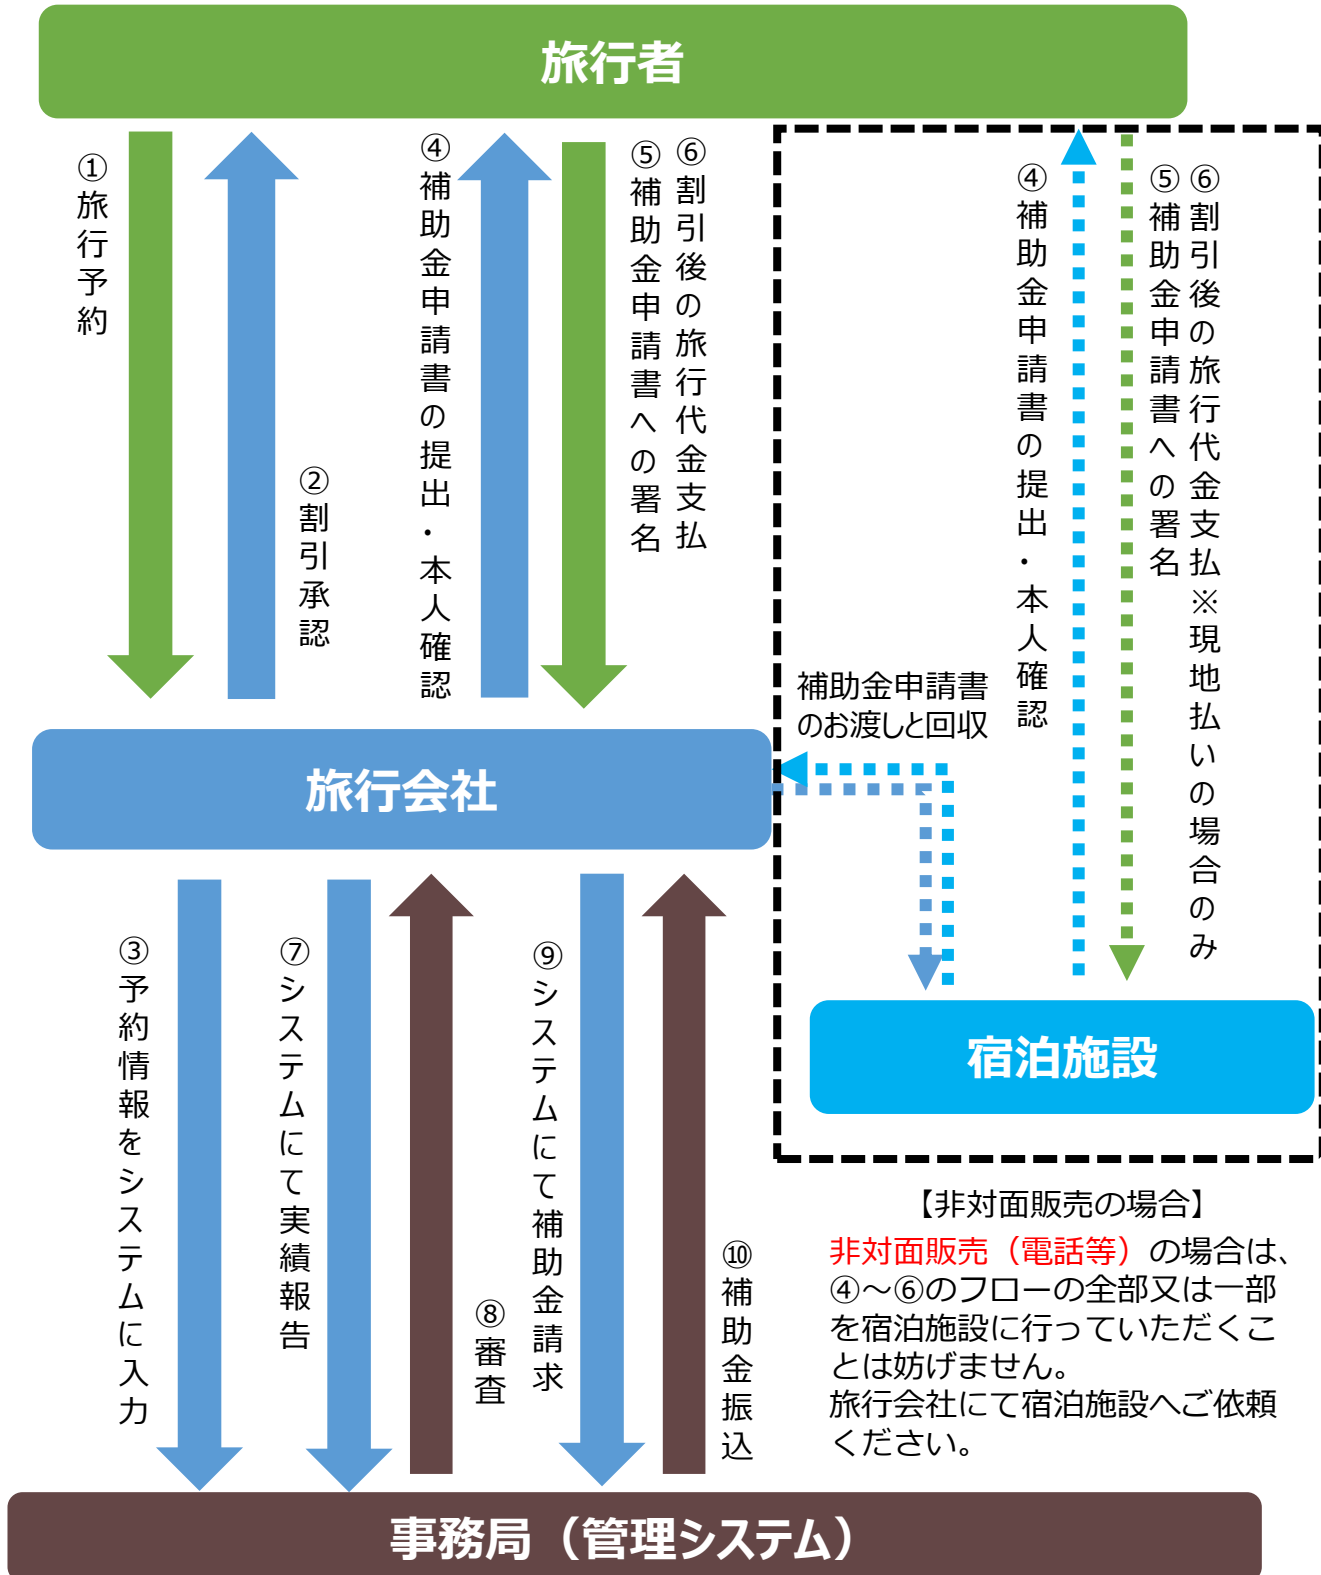 旅行者
①旅行予約
②割引承認
④補助金申請書の提出・本人確認
⑥割引後の旅行代金支払
⑤補助金申請書への署名
④補助金申請書の提出・本人確認
⑥割引後の旅行代金支払※現地払いの場合のみ
⑤補助金申請書への署名
補助金申請書
のお渡しと回収
旅行会社
宿泊施設
③予約情報をシステムに入力
⑦システムにて実績報告
⑧審査
⑨システムにて補助金請求
⑩補助金振込
【非対面販売の場合】
非対面販売（電話等）の場合は、
④～⑥のフローの全部又は一部
を宿泊施設に行っていただくこ
とは妨げません。
旅行会社にて宿泊施設へご依頼
ください。
事務局（管理システム）